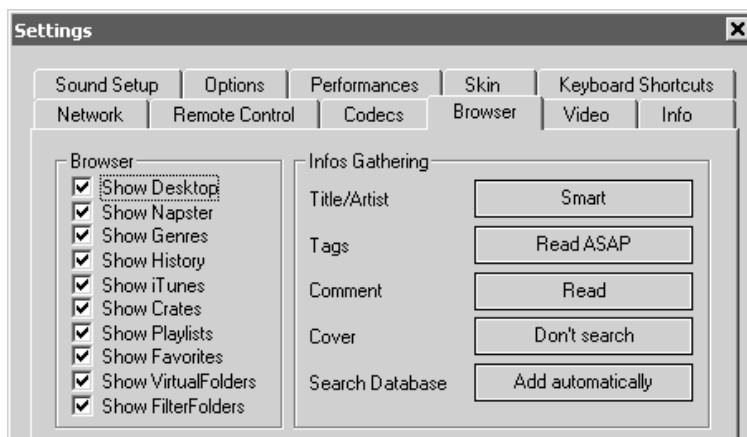 Settings
Sound Setup Options Performances Skin Keyboard Shortcuts
Network Remote Control Codecs Browser Video Info
Browser
Show Desktop
Show Napster
Show Genres
Show History
Show iTunes
Show Crates
Show Playlists
Show Favorites
Show VirtualFolders
Show FilterFolders
Infos Gathering
Title/Artist Smart
Tags Read ASAP
Comment Read
Cover Don't search
Search Database Add automatically